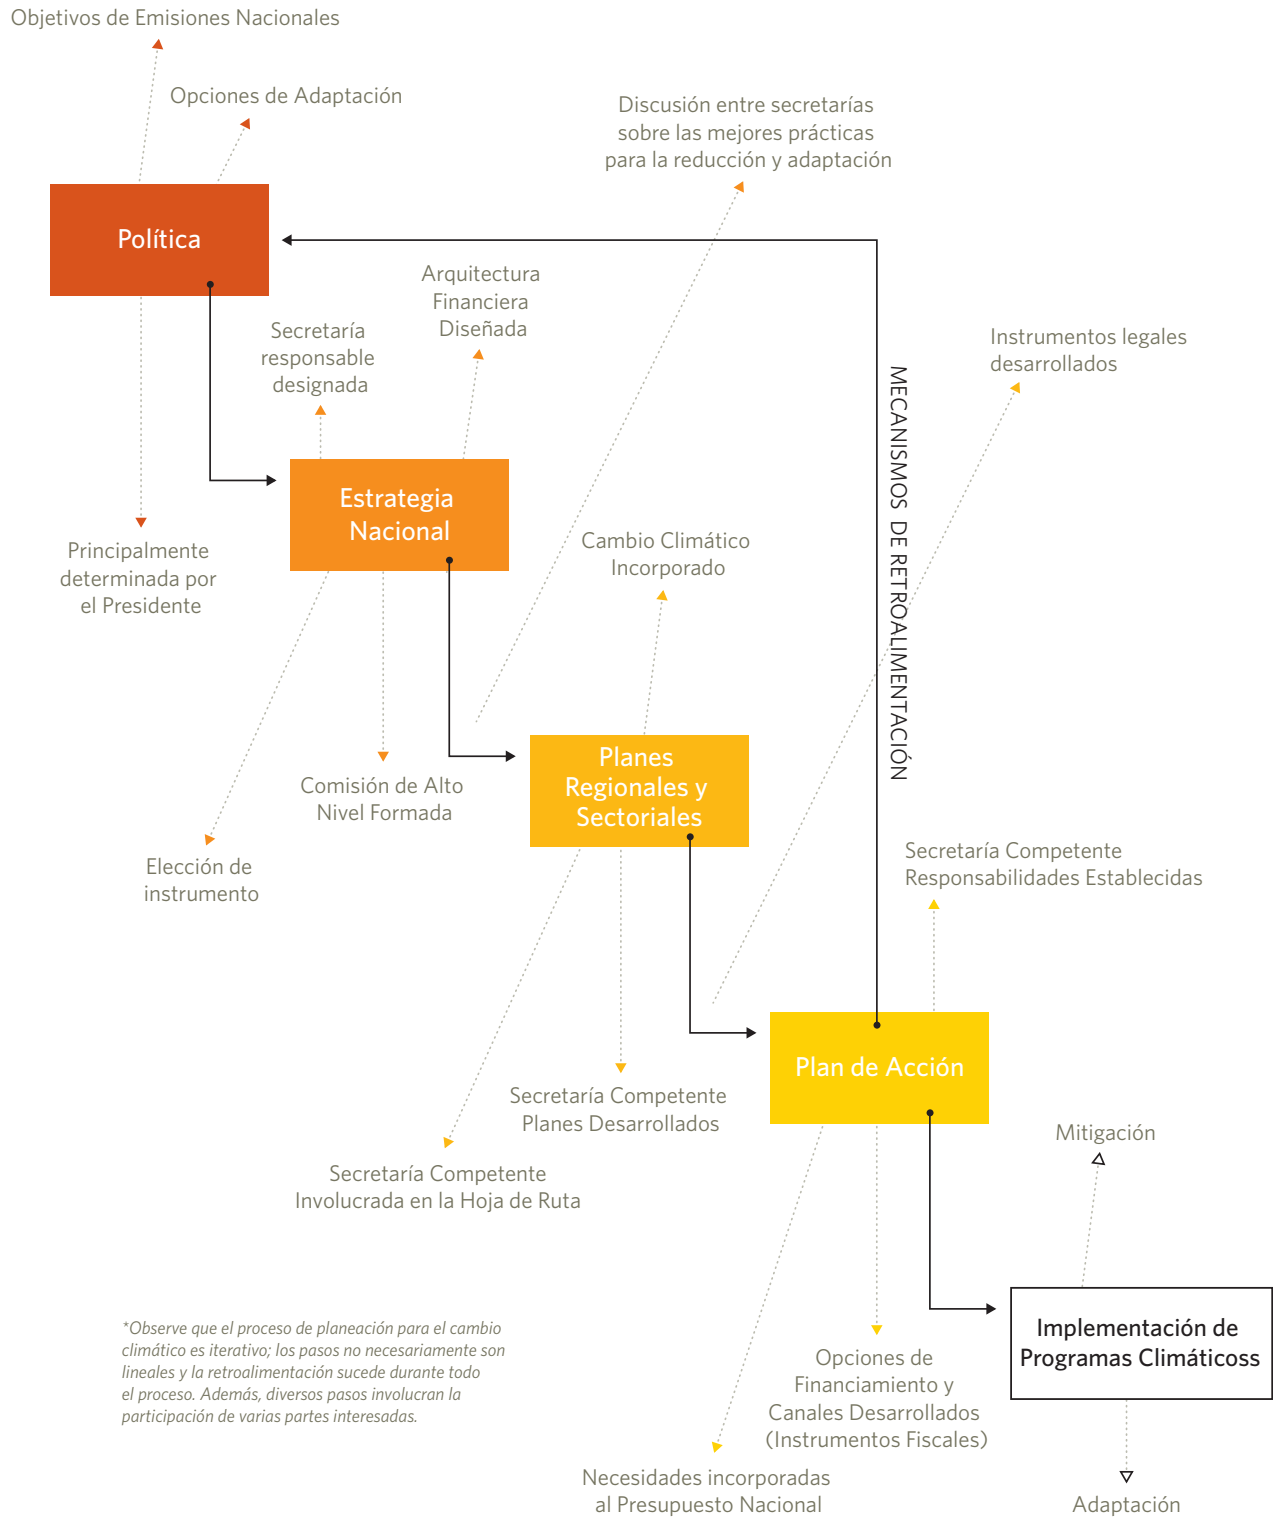 Objetivos de Emisiones Nacionales
Opciones de Adaptación
Discusión entre secretarías
sobre las mejores prácticas
para la reducción y adaptación
Política
Arquitectura
Financiera
Diseñada
Secretaría
responsable
designada
Instrumentos legales
desarrollados
MECANISMOS DE RETROALIMENTACIÓN
Estrategia
Nacional
Principalmente
determinada por
el Presidente
Cambio Climático
Incorporado
Planes
Regionales y
Sectoriales
Comisión de Alto
Nivel Formada
Elección de
instrumento
Secretaría Competente
Responsabilidades Establecidas
Plan de Acción
Secretaría Competente
Planes Desarrollados
Secretaría Competente
Involucrada en la Hoja de Ruta
Mitigación
Implementación de
Programas Climáticoss
*Observe que el proceso de planeación para el cambio
climático es iterativo; los pasos no necesariamente son
lineales y la retroalimentación sucede durante todo
el proceso. Además, diversos pasos involucran la
participación de varias partes interesadas.
Opciones de
Financiamiento y
Canales Desarrollados
(Instrumentos Fiscales)
Necesidades incorporadas
al Presupuesto Nacional
Adaptación